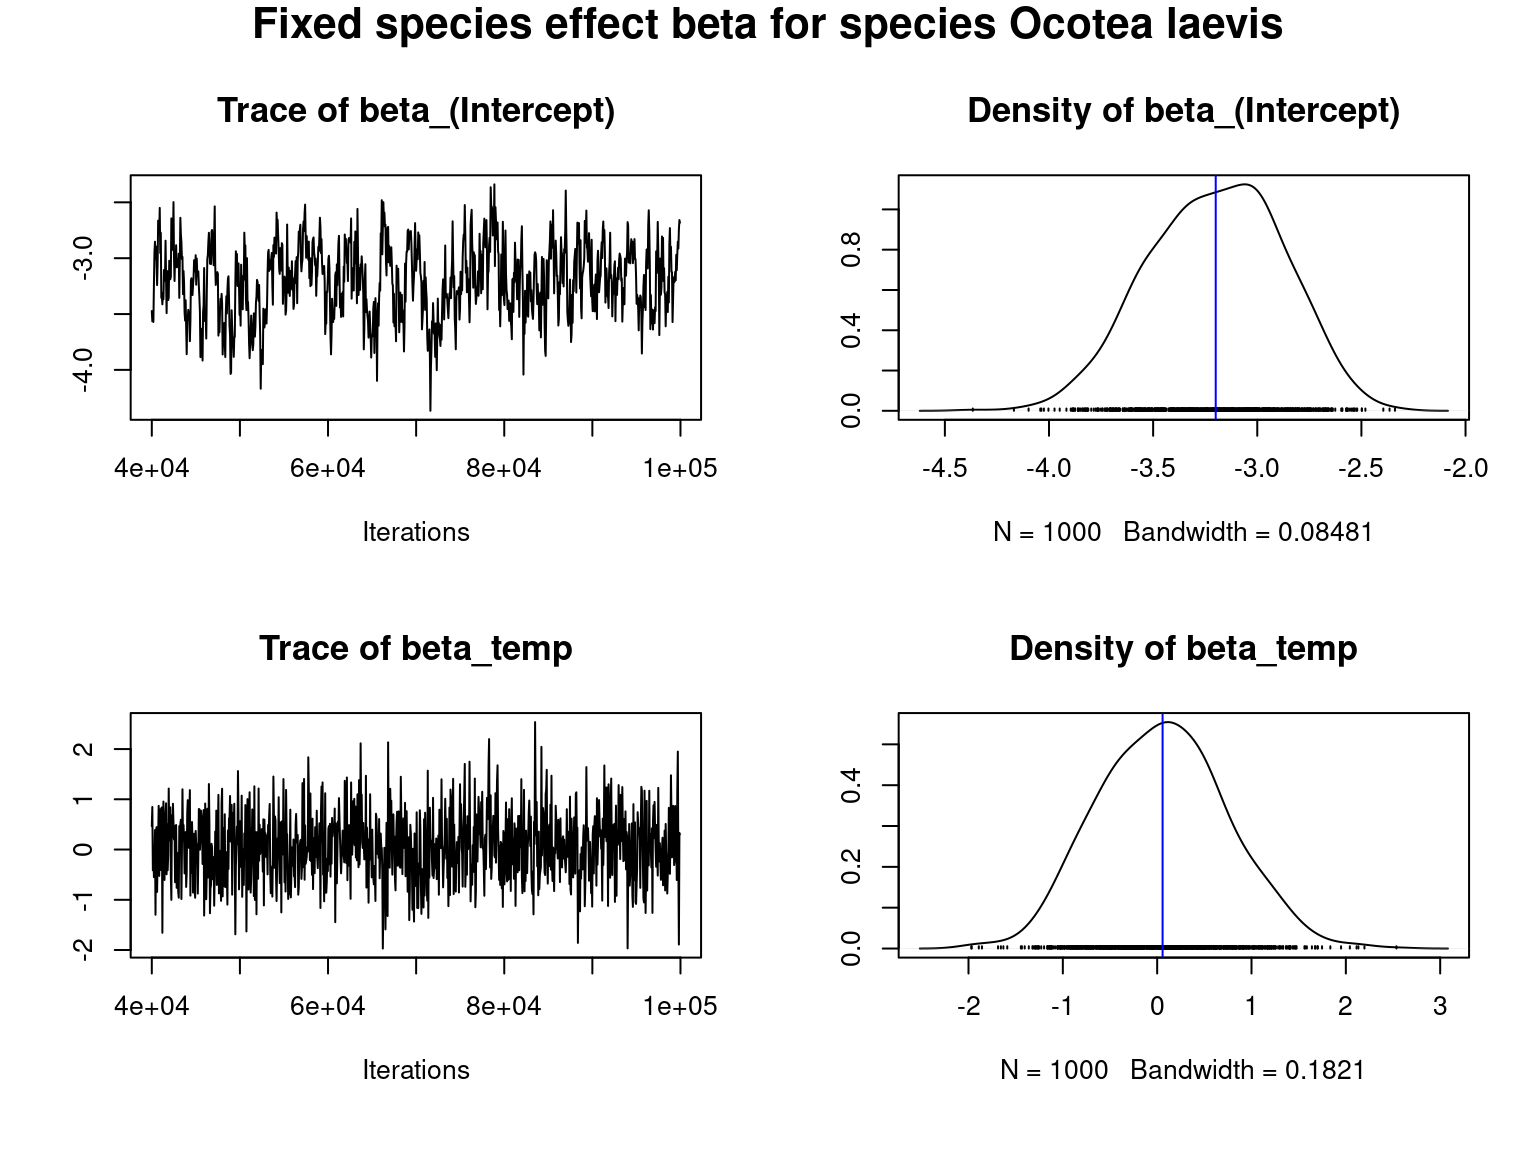 Fixed species effect beta for species Ocotea laevis
Trace of beta_(Intercept)
-3.0
-4.0
4e+04 6e+04 8e+04 1e+05
Iterations
Density of beta_(Intercept)
0.8
0.4
0.0
-4.5 -4.0 -3.5 -3.0 -2.5 -2.0
N = 1000 Bandwidth = 0.08481
Trace of beta_temp
2
1
0
-1
-2
4e+04 6e+04 8e+04 1e+05
Iterations
Density of beta_temp
0.4
0.2
0.0
-2 -1 0 1 2 3
N = 1000 Bandwidth = 0.1821